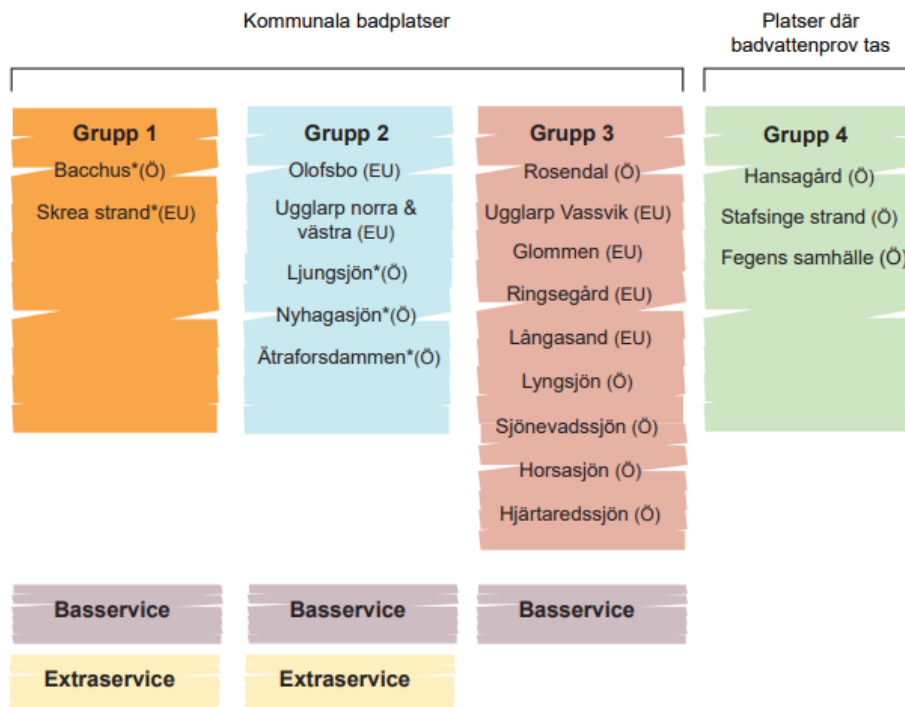 Kommunala badplatser
Platser där
badvattenprov tas
Grupp 1
Bacchus*(Ö)
Skrea strand*(EU)
Grupp 2
Olofsbo (EU)
Ugglarp norra &
västra (EU)
Ljungsjön*(Ö)
Nyhagasjön*(Ö)
Ätraforsdammen*(Ö)
Grupp 3
Rosendal (Ö)
Ugglarp Vassvik (EU)
Glommen (EU)
Ringsegård (EU)
Långasand (EU)
Lyngsjön (Ö)
Sjönevadssjön (Ö)
Horsasjön (Ö)
Hjärtaredssjön (Ö)
Grupp 4
Hansagård (Ö)
Stafsinge strand (Ö)
Fegens samhälle (Ö)
Basservice
Basservice
Basservice
Extraservice
Extraservice